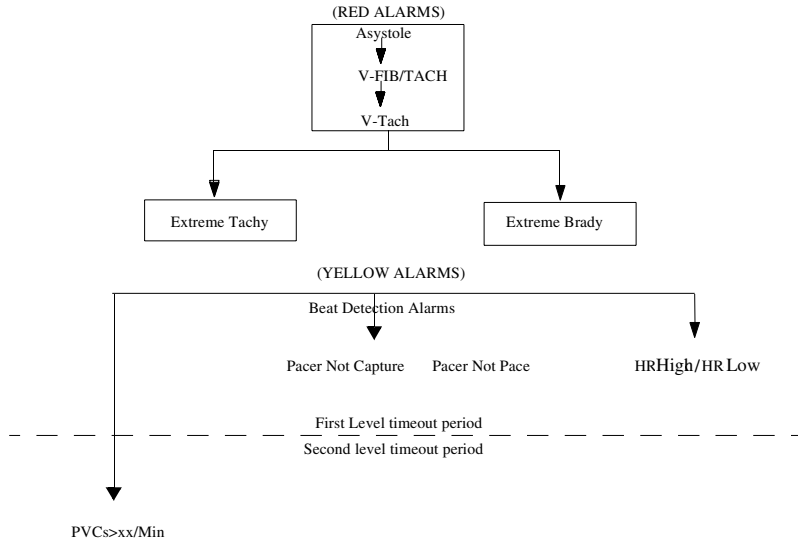 (RED ALARMS)
Asystole
V-FIB/TACH
V-Tach
Extreme Tachy
Extreme Brady
(YELLOW ALARMS)
Beat Detection Alarms
Pacer Not Capture
Pacer Not Pace
HRHigh/HR Low
First Level timeout period
Second level timeout period
PVCs>xx/Min